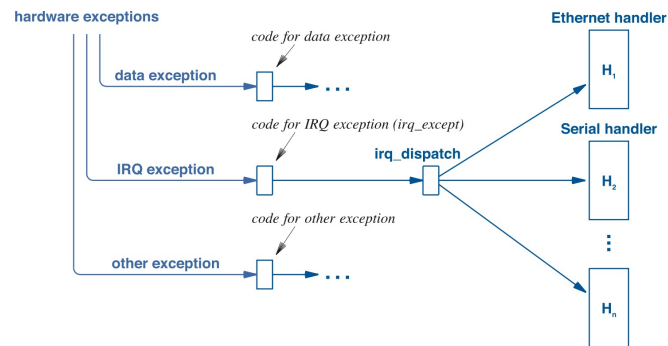 hardware exceptions
Ethernet handler
code for data exception
data exception
...
H1
code for IRQ exception (irq_except)
Serial handler
irq_dispatch
IRQ exception
H2
code for other exception
other exception
...
Hn